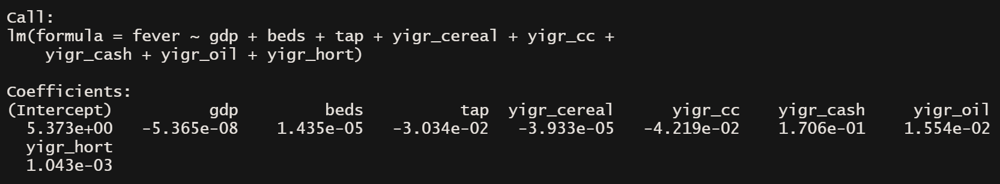 Call:
lm(formula = fever ~ gdp + beds + tap + yigr_cereal + yigr_cc +
    yigr_cash + yigr_oil + yigr_hort)

Coefficients:
(Intercept)          gdp         beds          tap  yigr_cereal      yigr_cc    yigr_cash     yigr_oil
  5.373e+00   -5.365e-08    1.435e-05   -3.034e-02   -3.933e-05   -4.219e-02    1.706e-01    1.554e-02
  yigr_hort
  1.043e-03